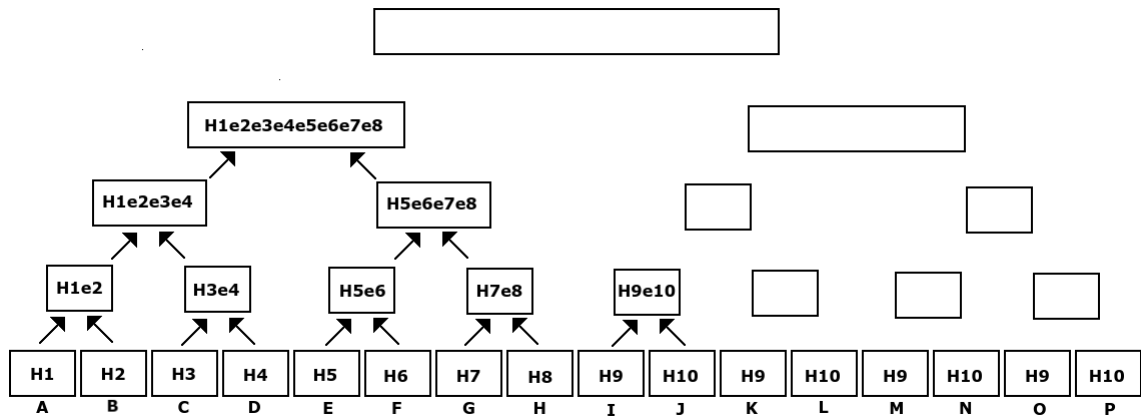 H1e2e3e4e5e6e7e8
H1e2e3e4 H5e6e7e8
H1e2 H3e4 H5e6 H7e8 H9e10
H1 H2 H3 H4 H5 H6 H7 H8 H9 H10 H9 H10 H9 H10 H9 H10
A B C D E F G H I J K L M N O P